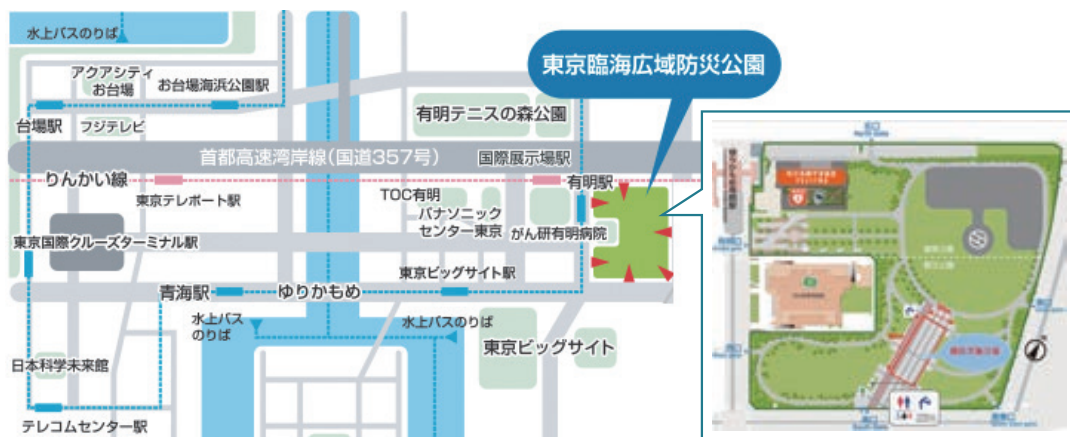 水上バスのりば
アクアシティ
お台場
お台場海浜公園駅
台場駅
フジテレビ
東京臨海広域防災公園
有明テニスの森公園
首都高速湾岸線(国道357号)
国際展示場駅
りんかい線
東京テレポート駅
TOC有明
有明駅
パナソニック
センター東京
がん研有明病院
東京国際クルーズターミナル駅
東京ビッグサイト駅
青海駅
ゆりかもめ
水上バス
のりば
水上バスのりば
東京ビッグサイト
日本科学未来館
テレコムセンター駅